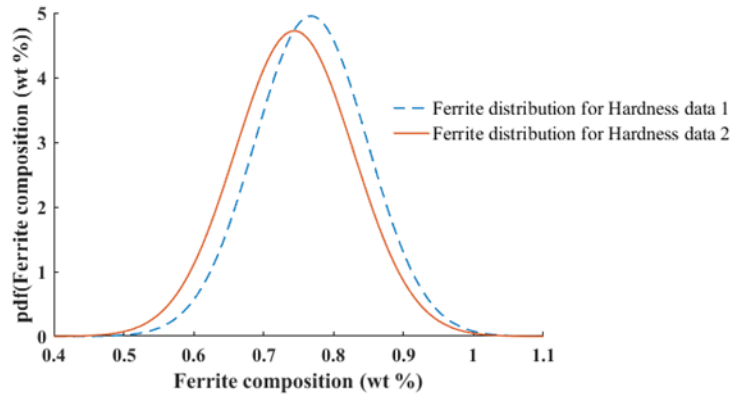 pdf(Ferrite composition (wt %))
5
4
3
2
1
0
0.4 0.5 0.6 0.7 0.8 0.9 1 1.1
Ferrite composition (wt %)
Ferrite distribution for Hardness data 1
Ferrite distribution for Hardness data 2